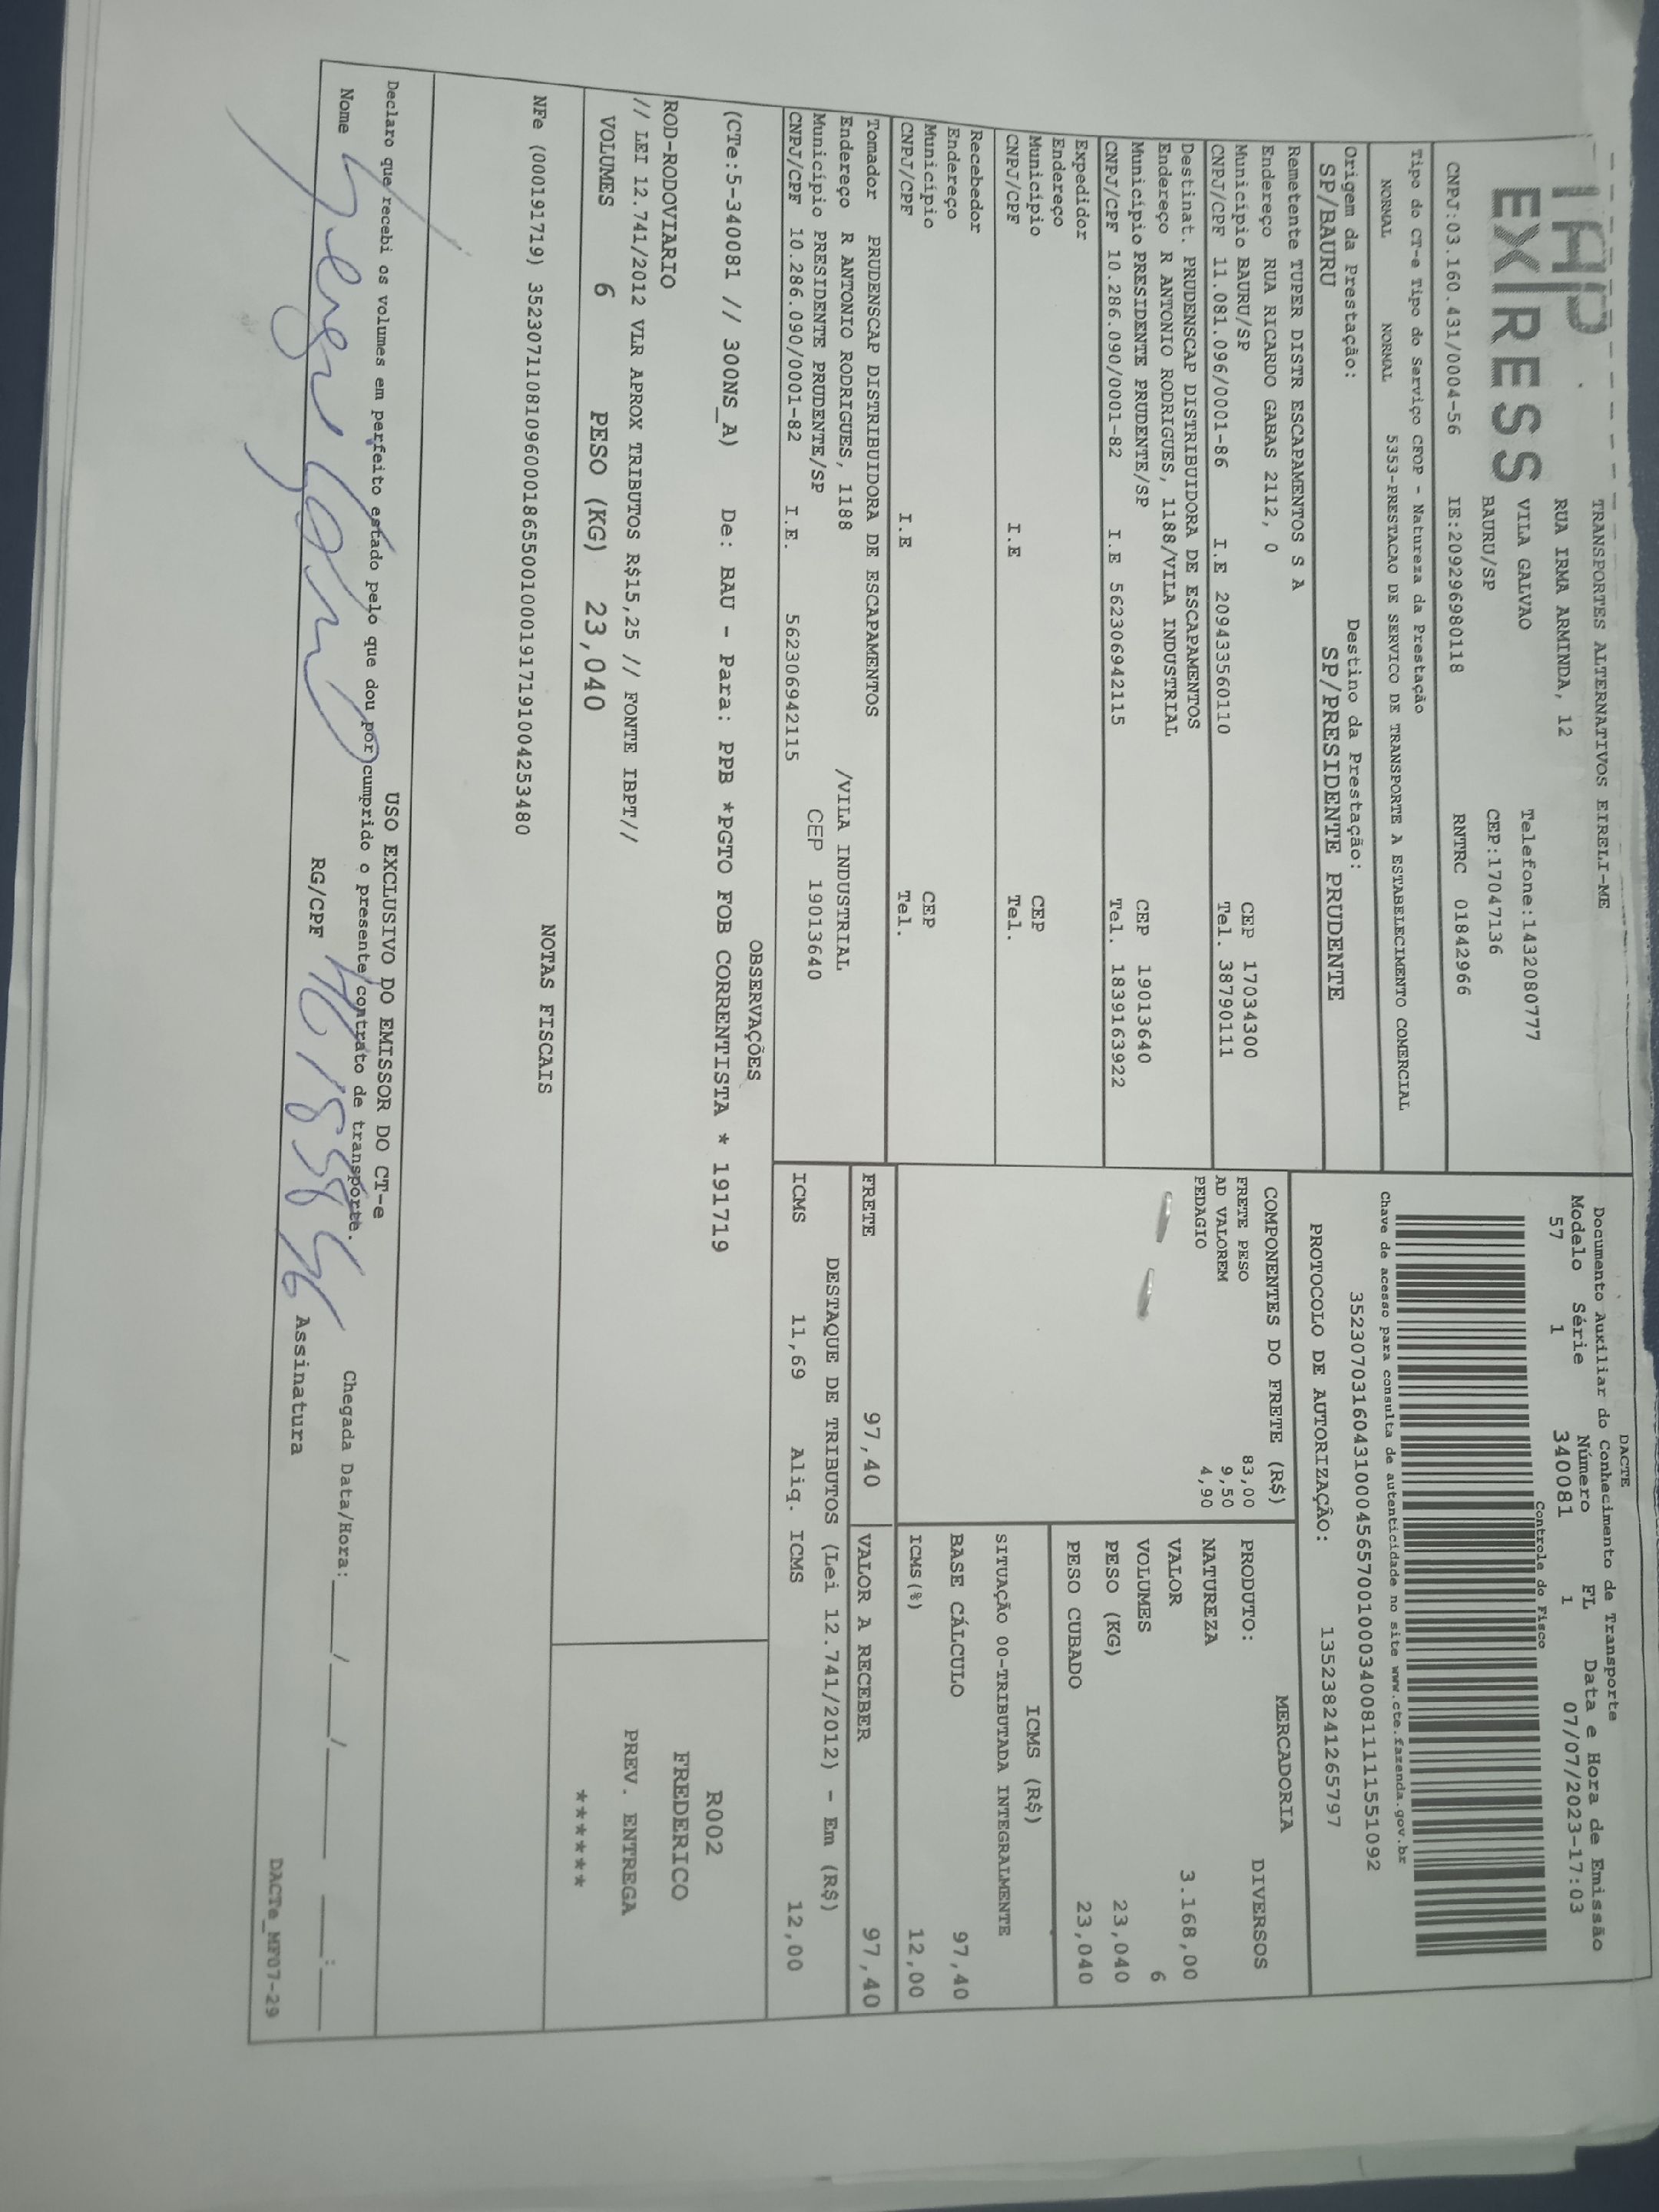 EXPRESS
TRANSPORTES ALTERNATIVOS EIRELI-ME
RUA IRMA ARMINDA, 12
VILA GALVAO Telefone:1432080777
BAURU/SP CEP:17047136
CNPJ:03.160.431/0004-56 IE:209296980118 RNTRC 01842966
Tipo do CT-e Tipo do Serviço CFOP - Natureza da Prestação
NORMAL NORMAL 5353-PRESTACAO DE SERVICO DE TRANSPORTE A ESTABELECIMENTO COMERCIAL
Origem da Prestação: Destino da Prestação:
SP/BAURU SP/PRESIDENTE PRUDENTE
DACTE
Documento Auxiliar do Conhecimento de Transporte
Modelo Série Número FL Data e Hora de Emissão
57 1 340081 1 07/07/2023-17:03
Controle do Fisco
Chave de acesso para consulta de autenticidade no site www.cte.fazenda.gov.br
35230703160431000456570010003400811111551092
PROTOCOLO DE AUTORIZAÇÃO: 135238241265797
Remetente TUPER DISTR ESCAPAMENTOS S A
Endereço RUA RICARDO GABAS 2112, 0
Município BAURU/SP CEP 17034300
CNPJ/CPF 11.081.096/0001-86 I.E 209433560110 Tel. 38790111
Destinat. PRUDENSCAP DISTRIBUIDORA DE ESCAPAMENTOS
Endereço R ANTONIO RODRIGUES, 1188/VILA INDUSTRIAL
Município PRESIDENTE PRUDENTE/SP CEP 19013640
CNPJ/CPF 10.286.090/0001-82 I.E 562306942115 Tel. 1839163922
Expedidor
Endereço
Município CEP
CNPJ/CPF I.E Tel.
Recebedor
Endereço
Município CEP
CNPJ/CPF I.E Tel.
Tomador PRUDENSCAP DISTRIBUIDORA DE ESCAPAMENTOS
Endereço R ANTONIO RODRIGUES, 1188 /VILA INDUSTRIAL
Município PRESIDENTE PRUDENTE/SP CEP 19013640
CNPJ/CPF 10.286.090/0001-82 I.E. 562306942115
COMPONENTES DO FRETE (R$)
FRETE PESO 83,00
AD VALOREM 9,50
PEDAGIO 4,90
MERCADORIA
PRODUTO: DIVERSOS
NATUREZA
VALOR 3.168,00
VOLUMES 6
PESO (KG) 23,040
PESO CUBADO 23,040
ICMS (R$)
SITUAÇÃO 00-TRIBUTADA INTEGRALMENTE
BASE CÁLCULO 97,40
ICMS(%) 12,00
FRETE 97,40 VALOR A RECEBER 97,40
DESTAQUE DE TRIBUTOS (Lei 12.741/2012) - Em (R$)
ICMS 11,69 Aliq. ICMS 12,00
OBSERVAÇÕES
(CTe:5-340081 // 300NS_A) De: BAU - Para: PPB *PGTO FOB CORRENTISTA * 191719
ROD-RODOVIARIO
// LEI 12.741/2012 VLR APROX TRIBUTOS R$15,25 // FONTE IBPT//
VOLUMES 6 PESO (KG) 23,040
R002
FREDERICO
PREV. ENTREGA
******
NOTAS FISCAIS
NFe (000191719) 35230711081096000186550010001917191004253480
USO EXCLUSIVO DO EMISSOR DO CT-e
Declaro que recebi os volumes em perfeito estado pelo que dou por cumprido o presente contrato de transporte.
Nome RG/CPF Assinatura
Chegada Data/Hora:____/____/____ __:__
DACTe_MF07-29